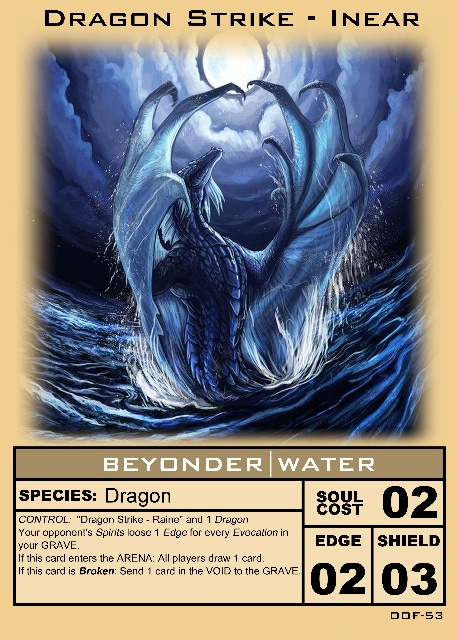 Dragon Strike - Inear
BEYONDER|WATER
SPECIES: Dragon
SOUL COST 02
CONTROL: "Dragon Strike - Raine" and 1 Dragon
Your opponent's Spirits loose 1 Edge for every Evocation in
your GRAVE.
If this card enters the ARENA: All players draw 1 card.
If this card is Broken: Send 1 card in the VOID to the GRAVE.
EDGE SHIELD
02 03
DOF-53